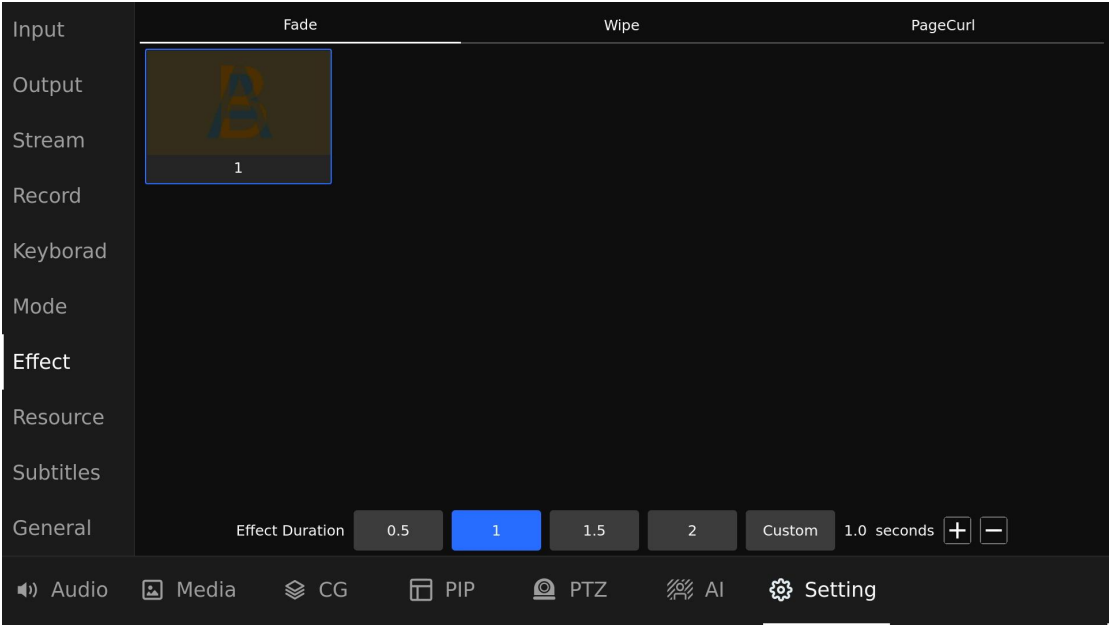 Input
Output
Stream
Record
Keyborad
Mode
Effect
Resource
Subtitles
General
Fade Wipe PageCurl
A B
1
Effect Duration 0.5 1 1.5 2 Custom 1.0 seconds + −
Audio Media CG PIP PTZ AI Setting